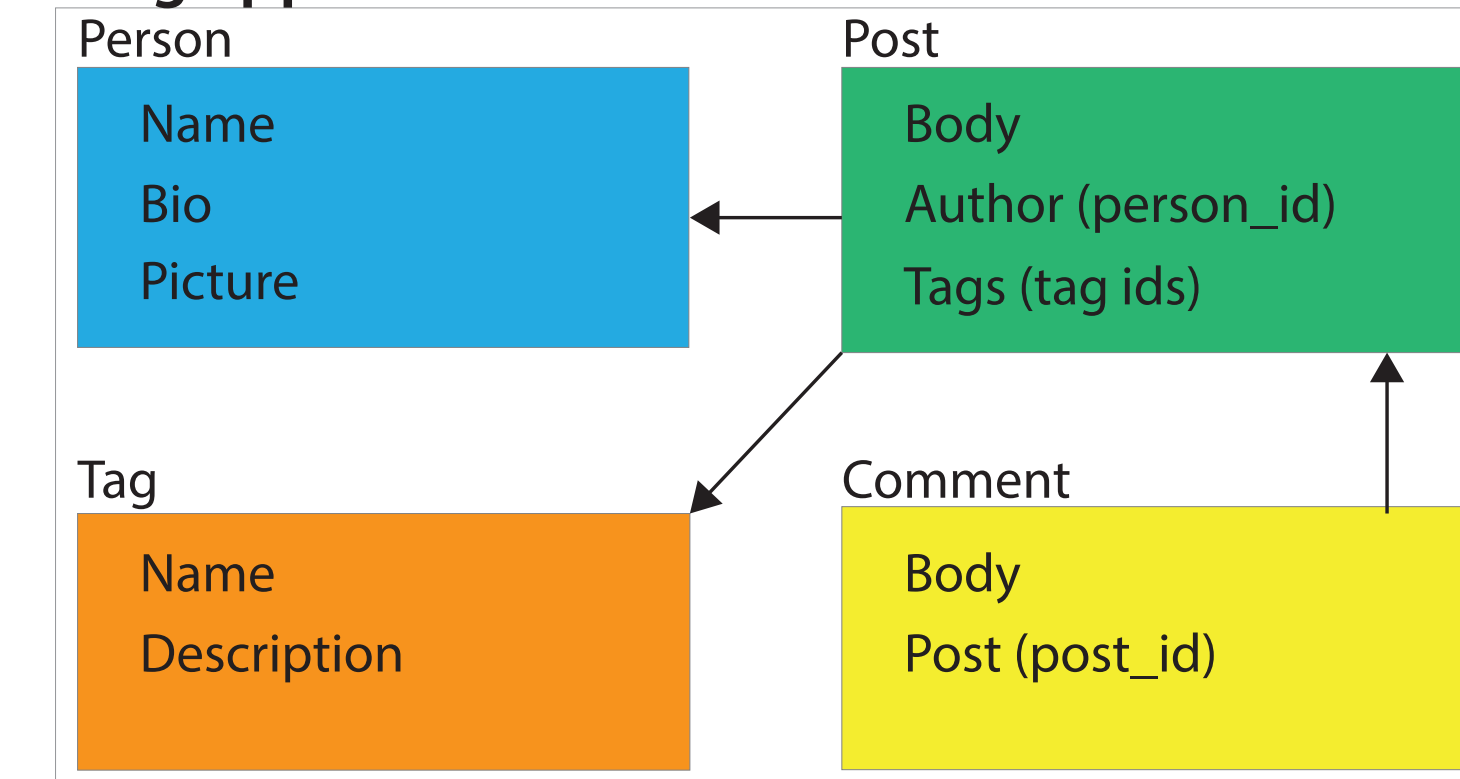 Person
Name
Bio
Picture
Post
Body
Author (person_id)
Tags (tag ids)
Tag
Name
Description
Comment
Body
Post (post_id)